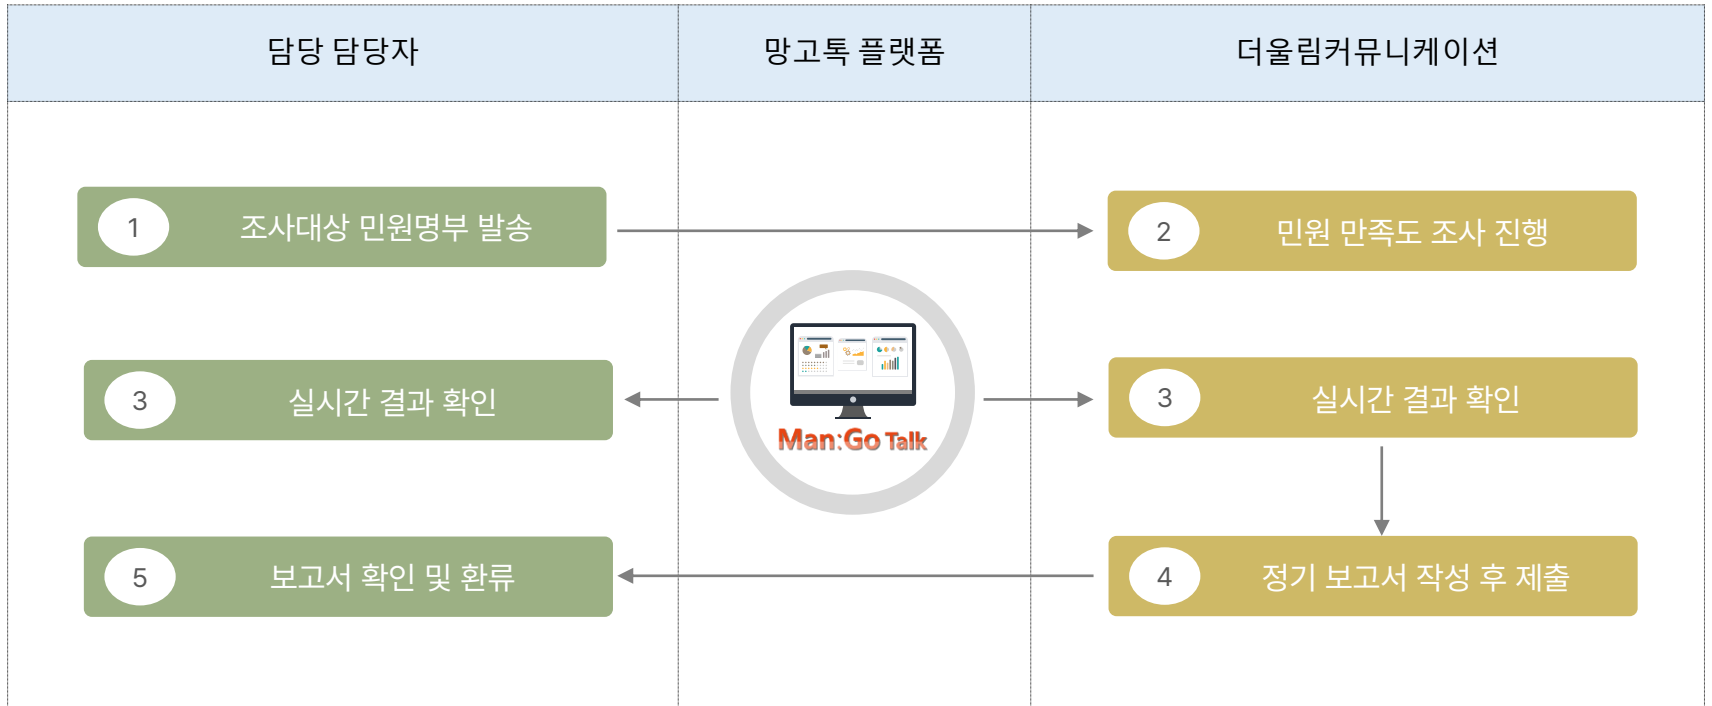 담당 담당자
망고톡 플랫폼
더울림커뮤니케이션
1 조사대상 민원명부 발송
2 민원 만족도 조사 진행
3 실시간 결과 확인
Man:Go Talk
3 실시간 결과 확인
5 보고서 확인 및 환류
4 정기 보고서 작성 후 제출